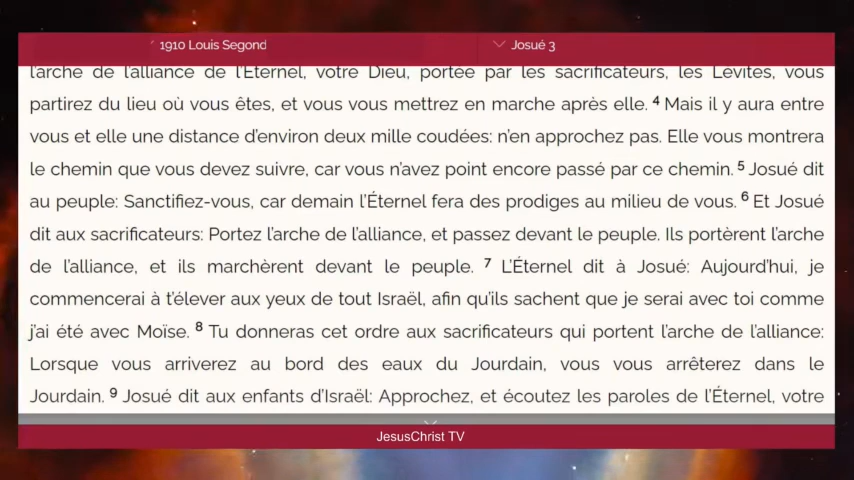 1910 Louis Segond
Josué 3
l'arche de l'alliance de l'Éternel, votre Dieu, portée par les sacrificateurs, les Lévites, vous
partirez du lieu où vous êtes, et vous vous mettrez en marche après elle. 4 Mais il y aura entre
vous et elle une distance d'environ deux mille coudées: n'en approchez pas. Elle vous montrera
le chemin que vous devez suivre, car vous n'avez point encore passé par ce chemin. 5 Josué dit
au peuple: Sanctifiez-vous, car demain l'Éternel fera des prodiges au milieu de vous. 6 Et Josué
dit aux sacrificateurs: Portez l'arche de l'alliance, et passez devant le peuple. Ils portèrent l'arche
de l'alliance, et ils marchèrent devant le peuple. 7 L'Éternel dit à Josué: Aujourd'hui, je
commencerai à t'élever aux yeux de tout Israël, afin qu'ils sachent que je serai avec toi comme
j'ai été avec Moïse. 8 Tu donneras cet ordre aux sacrificateurs qui portent l'arche de l'alliance:
Lorsque vous arriverez au bord des eaux du Jourdain, vous vous arrêterez dans le
Jourdain. 9 Josué dit aux enfants d'Israël: Approchez, et écoutez les paroles de l'Éternel, votre
JesusChrist TV